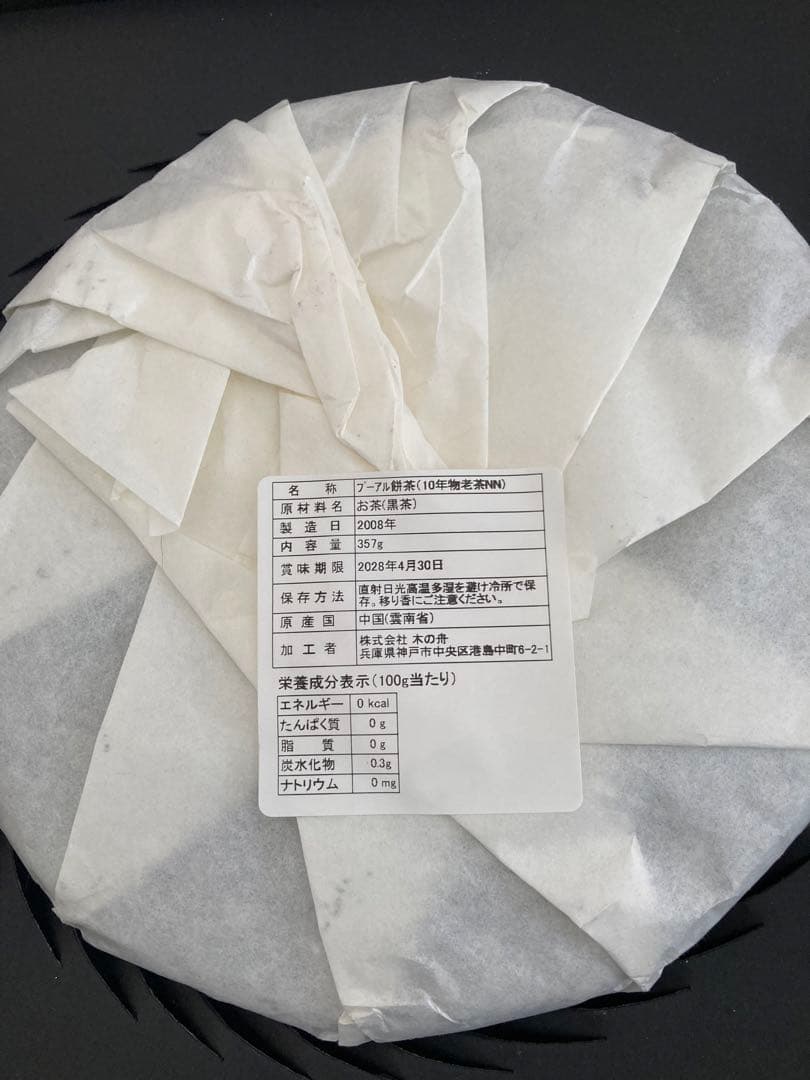 名称 プーアル餅茶(10年物老茶NN)
原材料名 お茶(黒茶)
製造日 2008年
内容量 357g
賞味期限 2028年4月30日
保存方法 直射日光高温多湿を避け冷所で保
存。移り香にご注意ください。
原産国 中国(雲南省)
加工者 株式会社 木の舟
兵庫県神戸市中央区港島中町6-2-1
栄養成分表示(100g当たり)
エネルギー 0 kcal
たんぱく質 0 g
脂質 0 g
炭水化物 0.3g
ナトリウム 0 mg